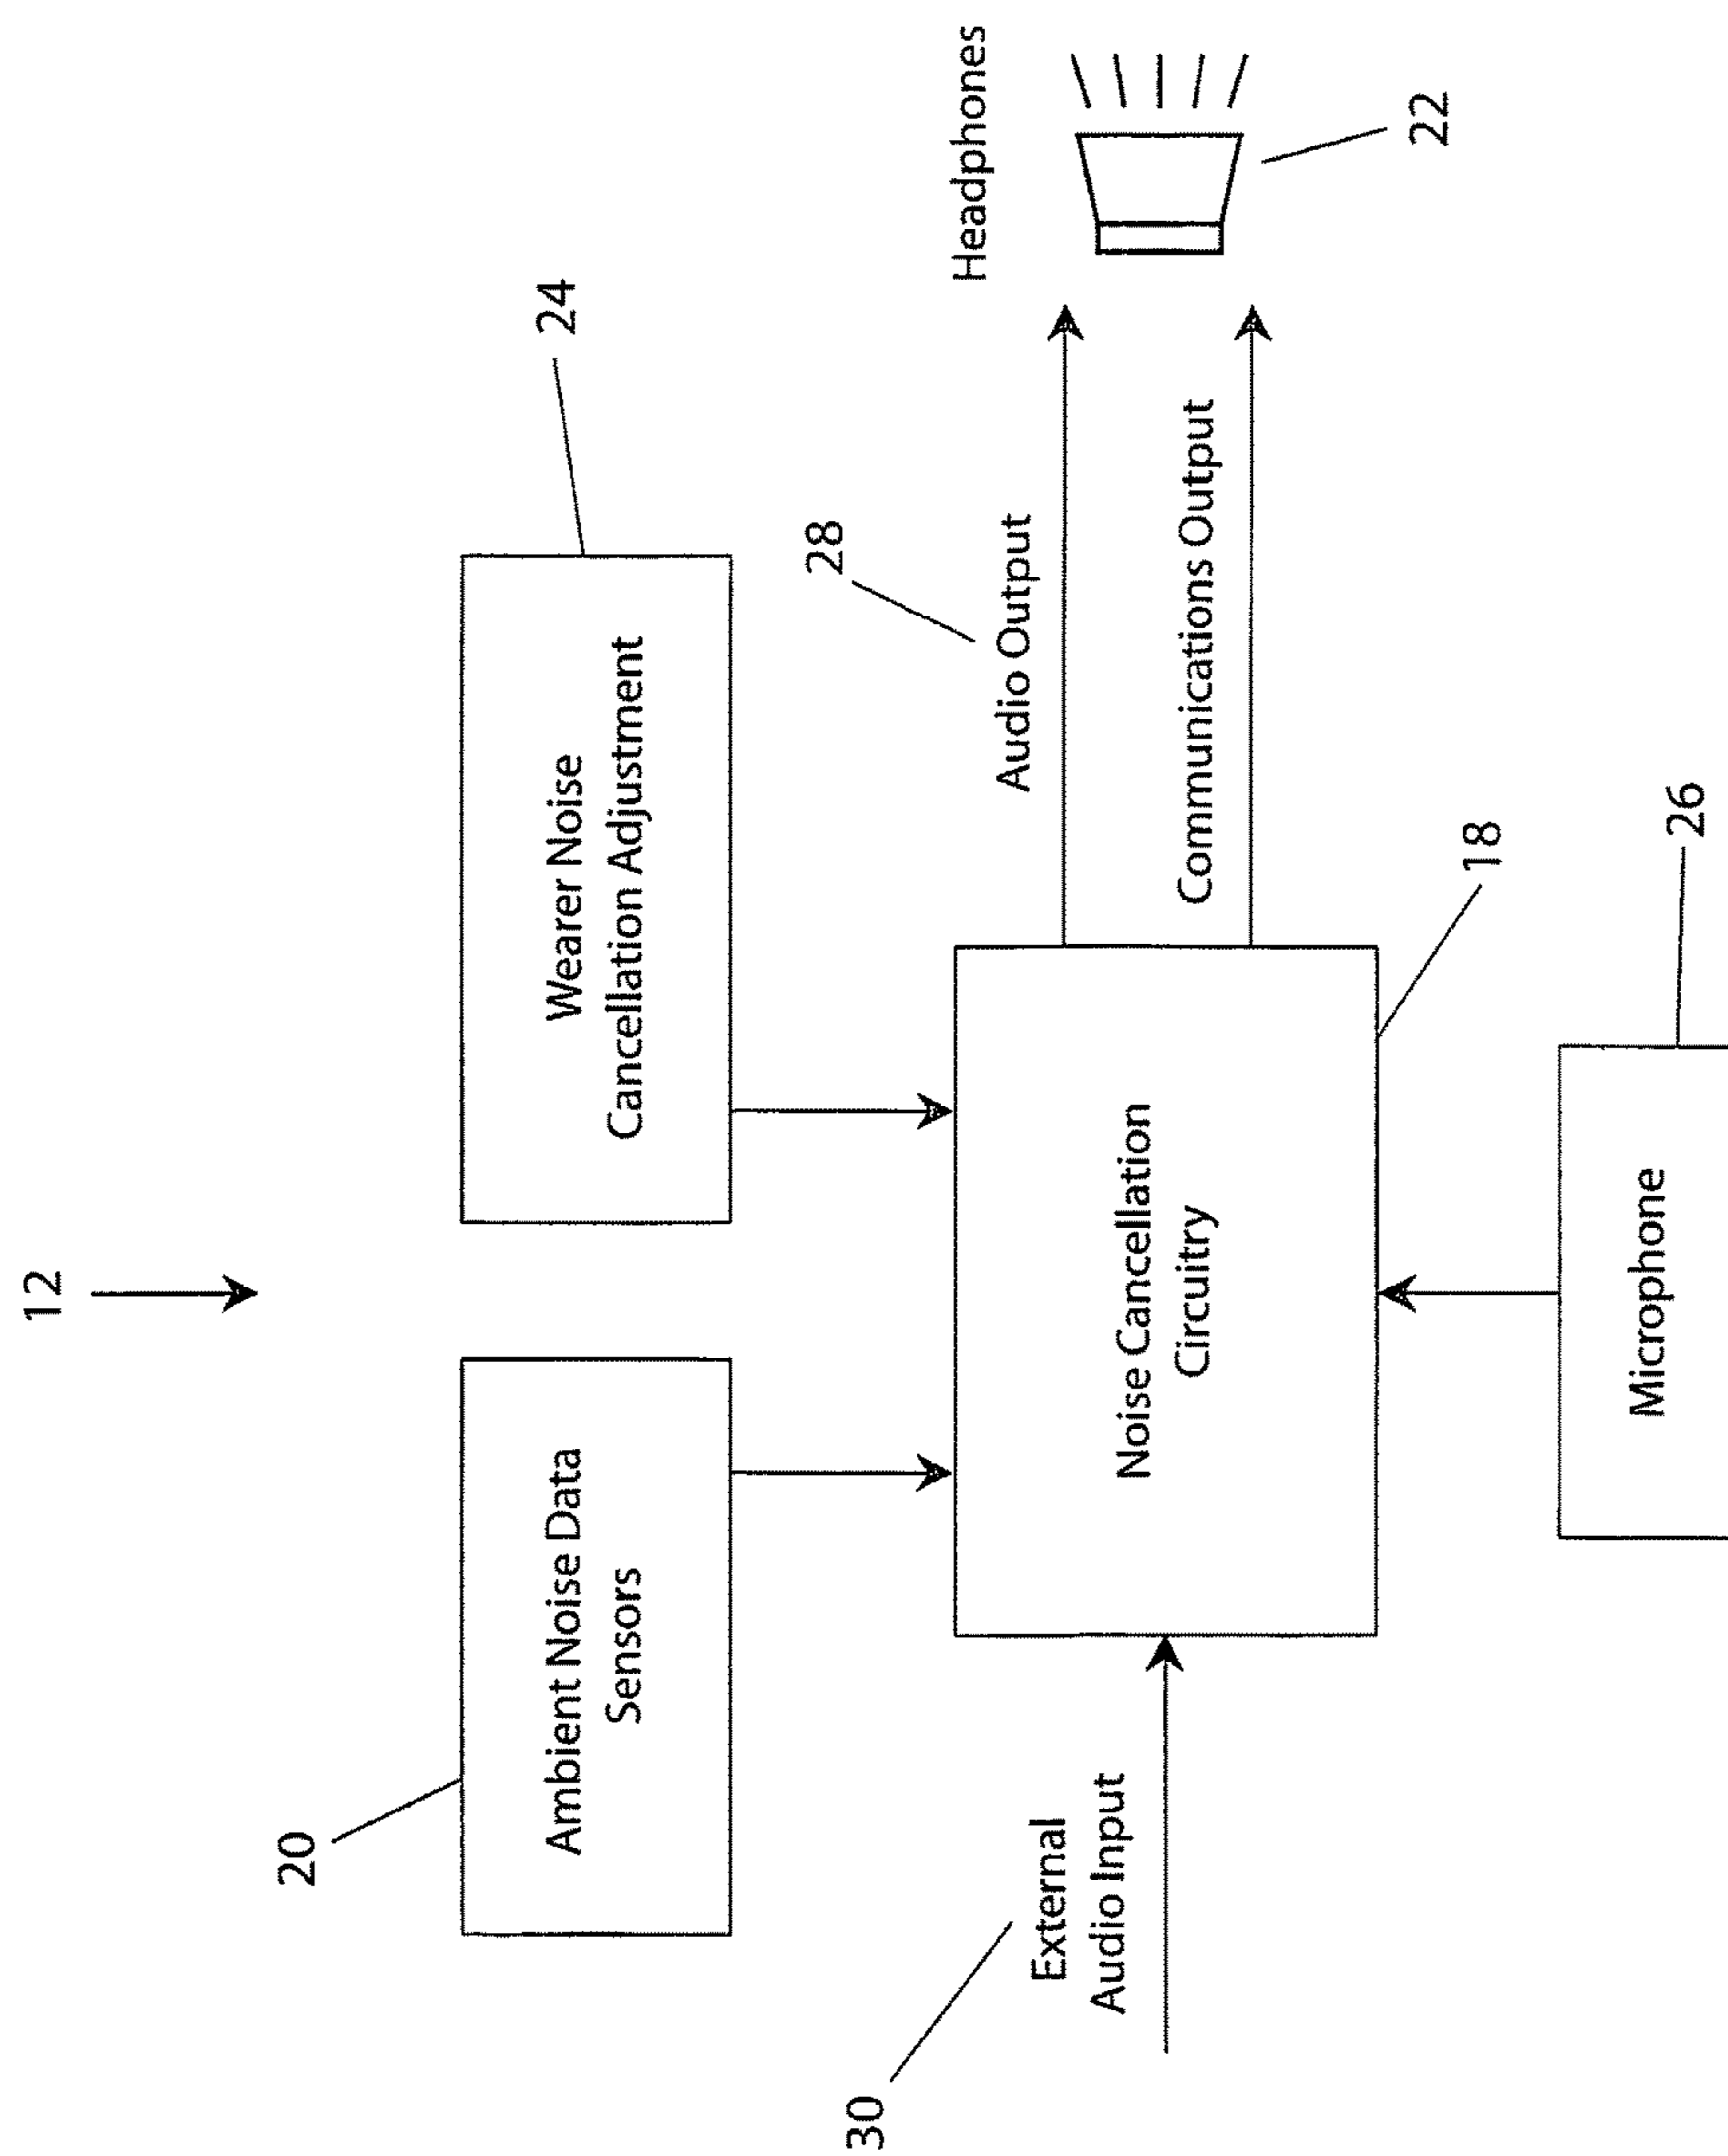 12
20
Ambient Noise Data
Sensors
24
Wearer Noise
Cancellation Adjustment
30
External
Audio Input
Noise Cancellation
Circuitry
18
28
Audio Output
Communications Output
Headphones
22
Microphone
26